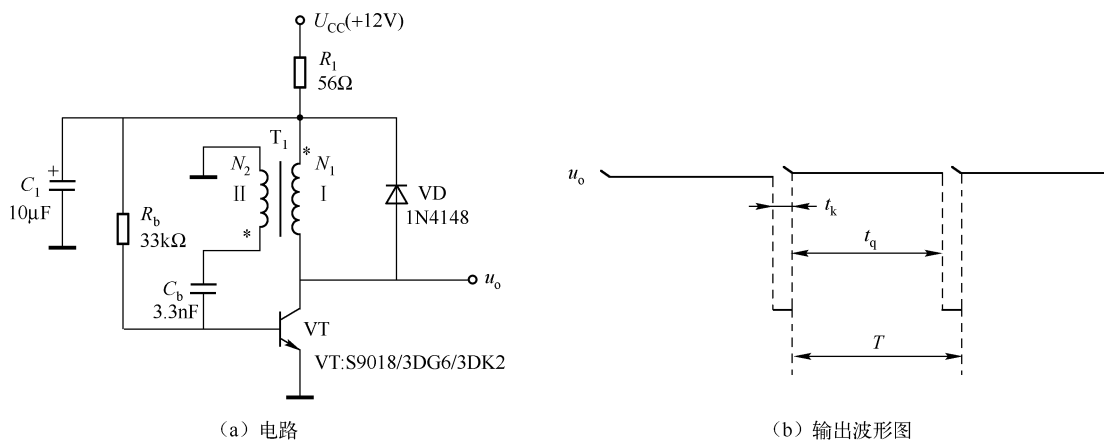 U_CC(+12V)
R_1
56Ω
T_1
*
N_2
N_1
II
I
*
C_1
+
10μF
R_b
33kΩ
C_b
3.3nF
VD
1N4148
u_o
VT
VT:S9018/3DG6/3DK2
(a)电路
u_o
t_k
t_q
T
(b)输出波形图